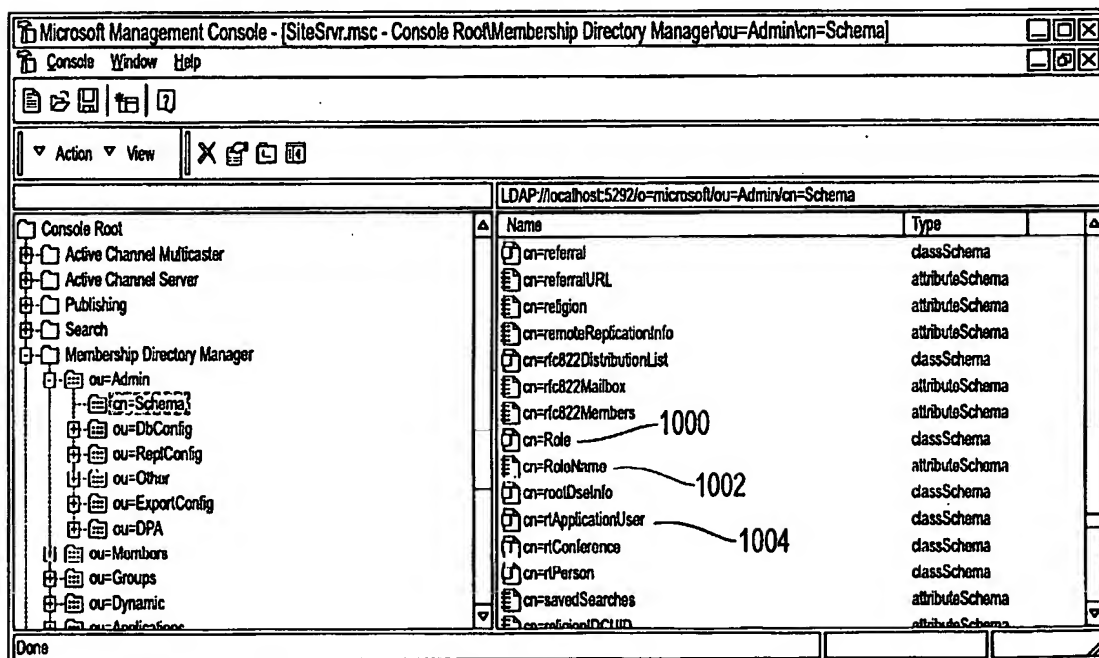 Microsoft Management Console - [SiteSrvr.msc - Console Root\Membership Directory Manager\ou=Admin\cn=Schema]
Console Window Help
Action View
LDAP://localhost:5292/o=microsoft/ou=Admin/cn=Schema
Console Root
Active Channel Multicaster
Active Channel Server
Publishing
Search
Membership Directory Manager
ou=Admin
cn=Schema
ou=DbConfig
ou=ReplConfig
ou=Other
ou=ExportConfig
ou=DPA
ou=Members
ou=Groups
ou=Dynamic
ou=Applications
Name Type
cn=referral classSchema
cn=referralURL attributeSchema
cn=religion attributeSchema
cn=remoteReplicationInfo attributeSchema
cn=rfc822DistributionList classSchema
cn=rfc822Mailbox attributeSchema
cn=rfc822Members attributeSchema
cn=Role classSchema
1000
cn=RoleName attributeSchema
1002
cn=rootDseInfo classSchema
cn=rtApplicationUser classSchema
1004
cn=rtConference classSchema
cn=rtPerson classSchema
cn=savedSearches attributeSchema
attributeSchema
Done